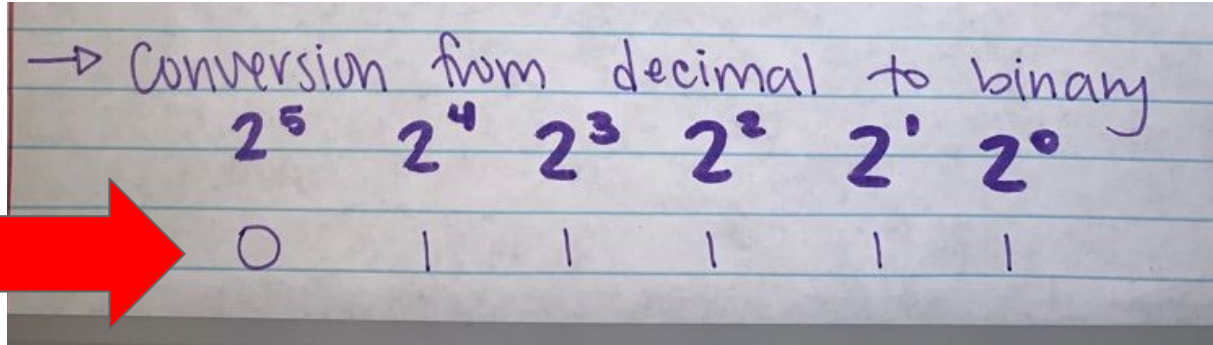 → Conversion from decimal to binary
2⁵ 2⁴ 2³ 2² 2¹ 2⁰
0 1 1 1 1 1